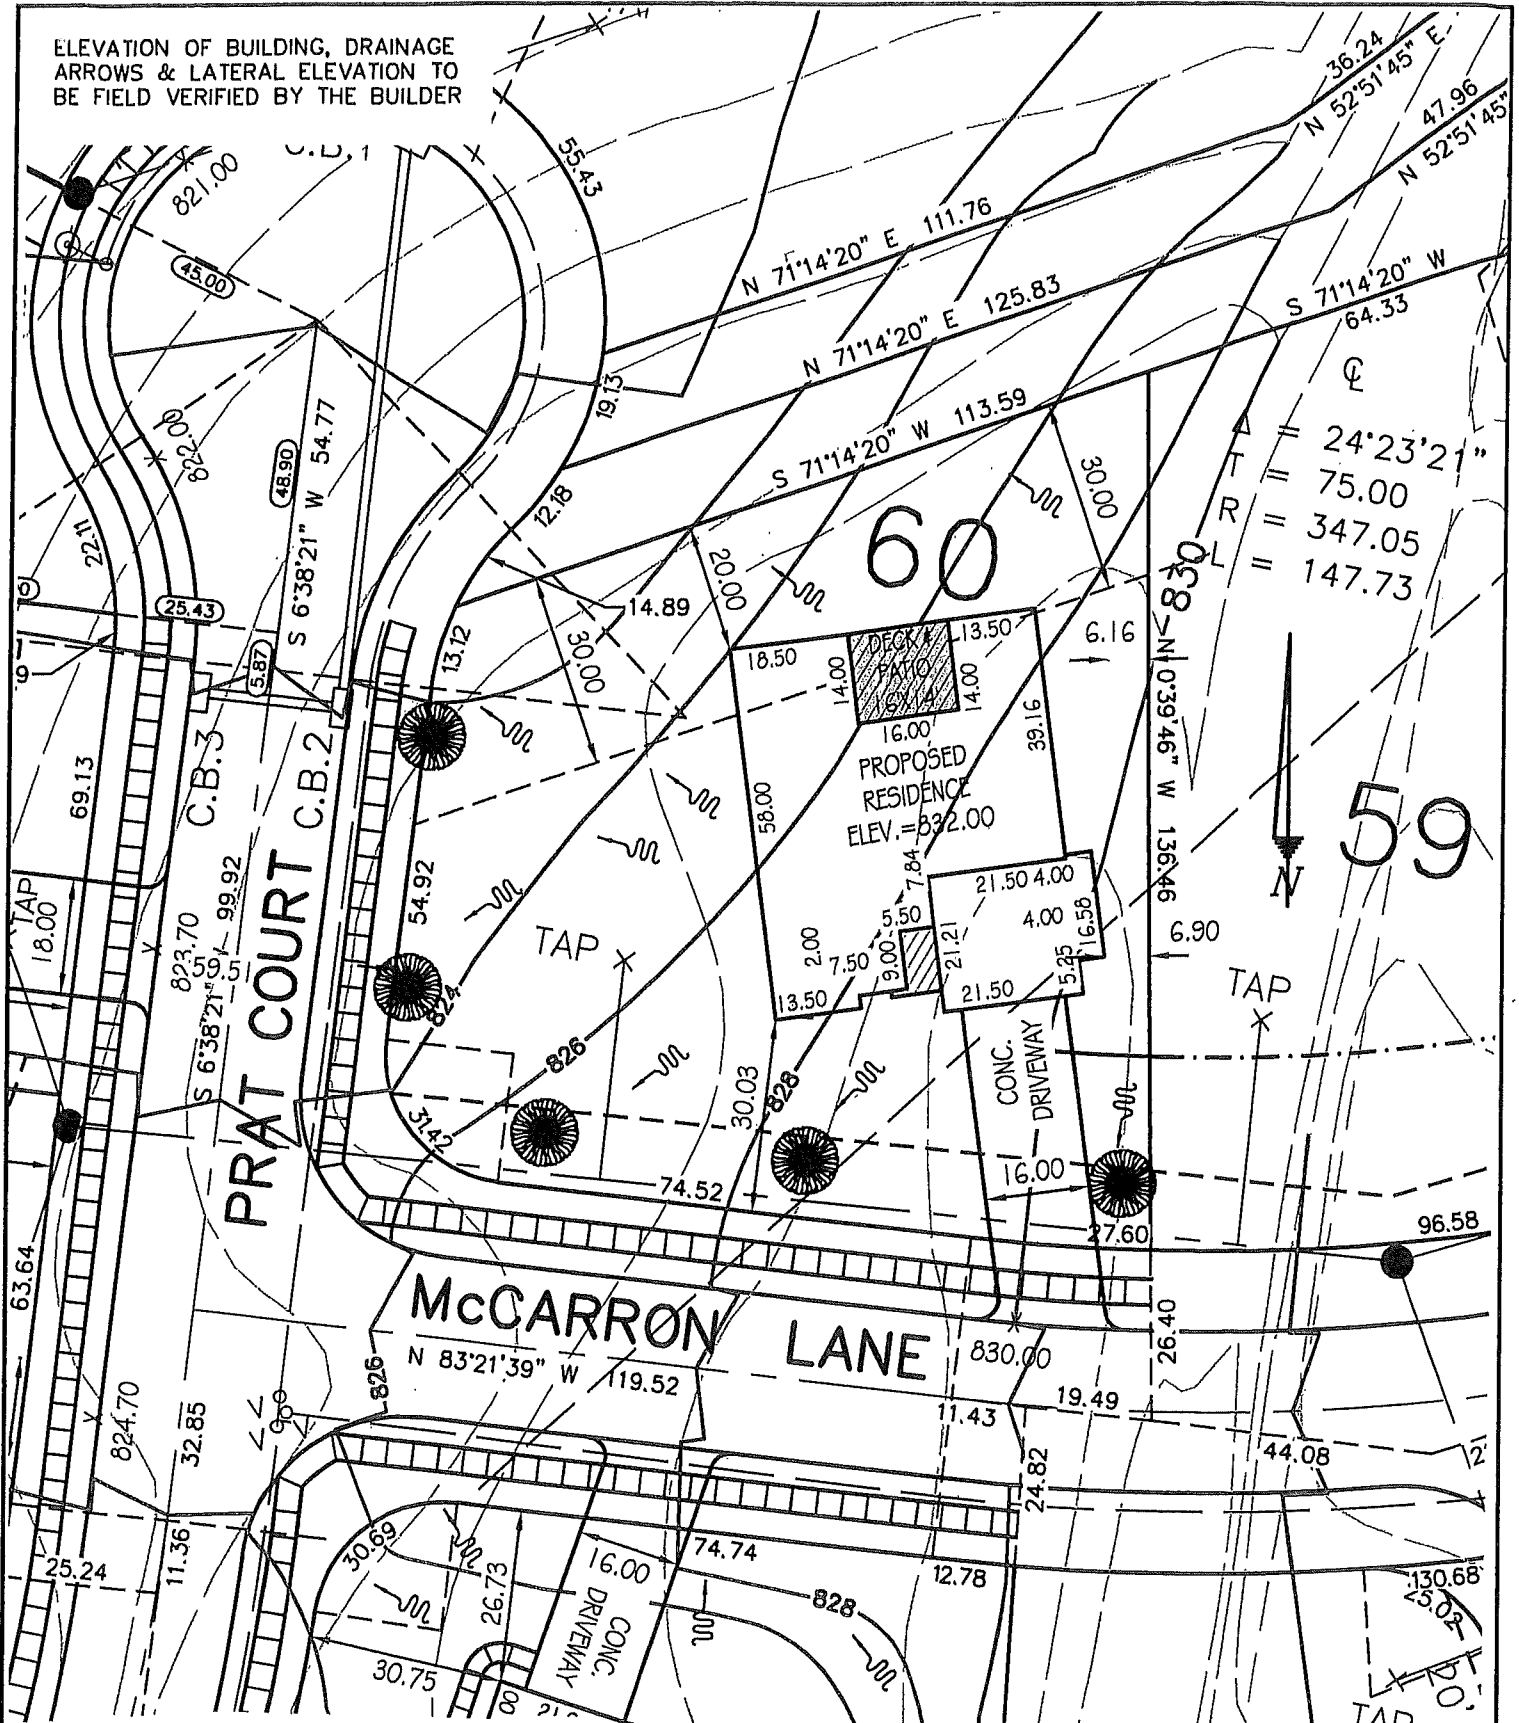 ELEVATION OF BUILDING, DRAINAGE
ARROWS & LATERAL ELEVATION TO
BE FIELD VERIFIED BY THE BUILDER
36.24
N 52°51'45" E
47.96
N 52°51'45"
55.43
821.00
45.00
N 71°14'20" E 111.76
N 71°14'20" E 125.83
S 71°14'20" W
64.33
S 71°14'20" W 113.59
19.13
12.18
822.00
48.90
S 6°38'21" W 54.77
22.11
℄
Δ = 24°23'21"
T = 75.00
R = 347.05
L = 147.73
30.00
60
20.00
14.89
30.00
13.12
25.43
5.87
830
6.16
N 0°39'46" W 136.46
18.50
14.00
DECK &
PATIO
16X14
13.50
14.00
16.00
39.16
PROPOSED
RESIDENCE
ELEV.=832.00
58.00
7.84
21.50 4.00
4.00
16.58
5.50
9.00
21.21
2.00
7.50
13.50
21.50
5.25
6.90
59
N
C.B.3
C.B.2
69.13
TAP
18.00
823.70
59.51
S 6°38'21" W 99.92
54.92
PRAT COURT
TAP
TAP
824
826
828
30.03
CONC.
DRIVEWAY
31.42
74.52
16.00
27.60
96.58
63.64
McCARRON LANE
N 83°21'39" W 119.52
830.00
26.40
826
19.49
11.43
44.08
24.82
824.70
32.85
11.36
25.24
30.69
26.73
16.00
CONC.
DRIVEWAY
74.74
12.78
828
130.68
25.02
30.75
TAP